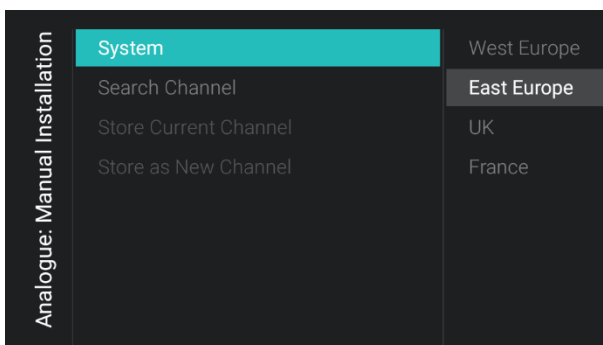 Analogue: Manual Installation
System
Search Channel
Store Current Channel
Store as New Channel
West Europe
East Europe
UK
France